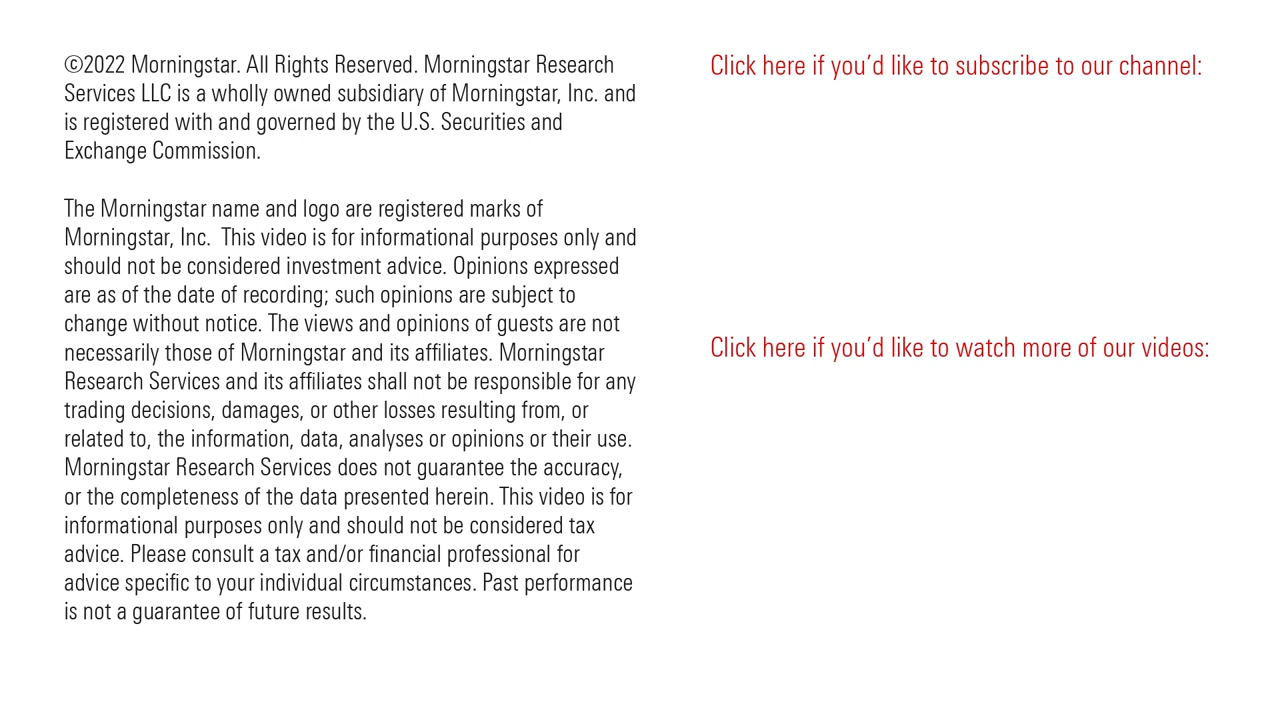 ©2022 Morningstar. All Rights Reserved. Morningstar Research
Services LLC is a wholly owned subsidiary of Morningstar, Inc. and
is registered with and governed by the U.S. Securities and
Exchange Commission.
The Morningstar name and logo are registered marks of
Morningstar, Inc.  This video is for informational purposes only and
should not be considered investment advice. Opinions expressed
are as of the date of recording; such opinions are subject to
change without notice. The views and opinions of guests are not
necessarily those of Morningstar and its affiliates. Morningstar
Research Services and its affiliates shall not be responsible for any
trading decisions, damages, or other losses resulting from, or
related to, the information, data, analyses or opinions or their use.
Morningstar Research Services does not guarantee the accuracy,
or the completeness of the data presented herein. This video is for
informational purposes only and should not be considered tax
advice. Please consult a tax and/or financial professional for
advice specific to your individual circumstances. Past performance
is not a guarantee of future results.
Click here if you’d like to subscribe to our channel:
Click here if you’d like to watch more of our videos: